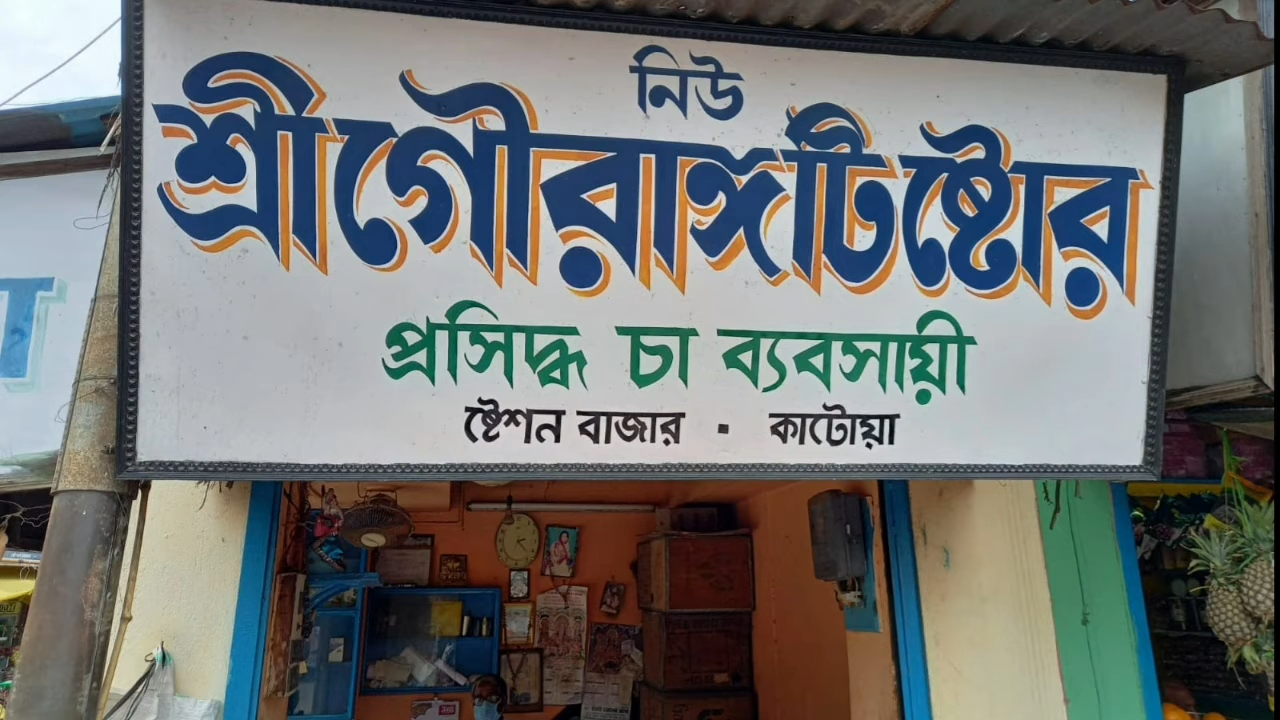 নিউ
শ্রীগৌরাঙ্গটিষ্টোর
প্রসিদ্ধ চা ব্যবসায়ী
ষ্টেশন বাজার ▪ কাটোয়া